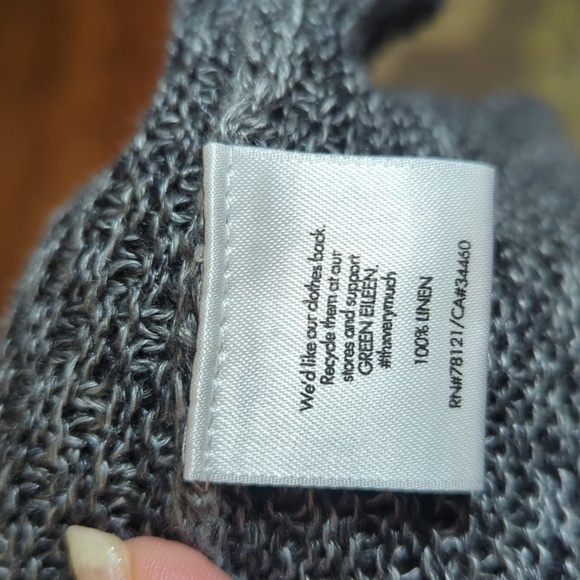 We'd like our clothes back.
Recycle them at our
stores and support
GREEN EILEEN.
#thxverymuch
100% LINEN
RN#78121/CA#34460